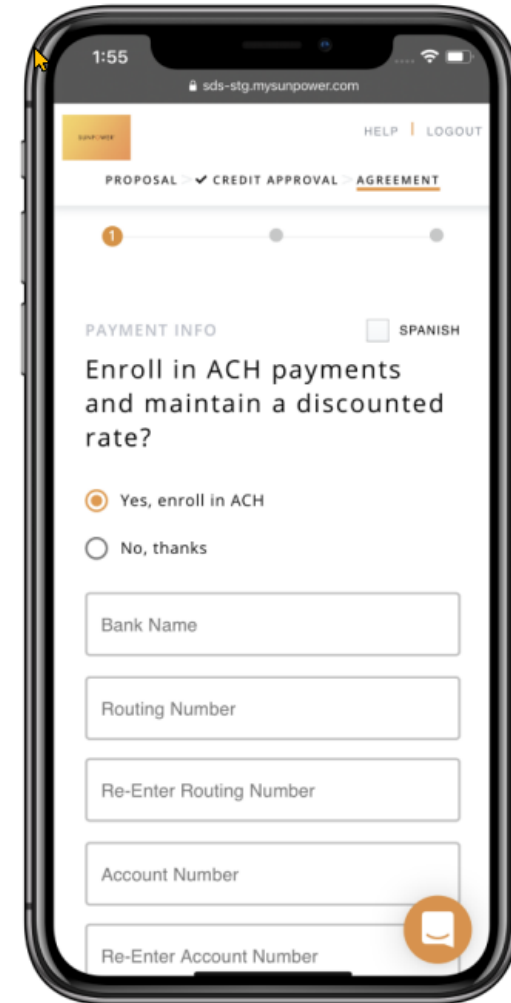 1:55
sds-stg.mysunpower.com
SUNPOWER
HELP | LOGOUT
PROPOSAL > ✔ CREDIT APPROVAL > AGREEMENT
1
PAYMENT INFO
SPANISH
Enroll in ACH payments
and maintain a discounted
rate?
Yes, enroll in ACH
No, thanks
Bank Name
Routing Number
Re-Enter Routing Number
Account Number
Re-Enter Account Number